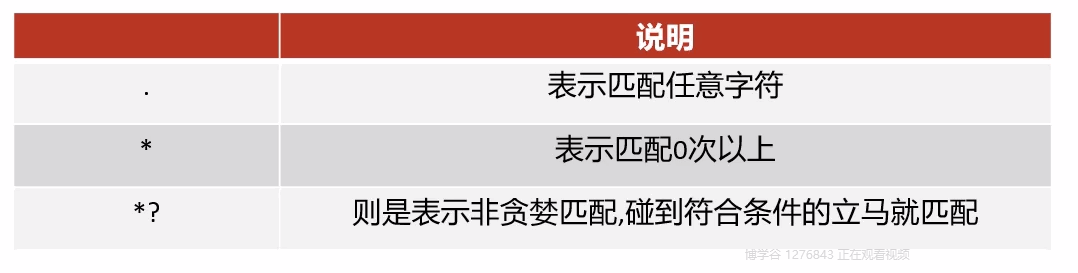 说明
. 表示匹配任意字符
* 表示匹配0次以上
*? 则是表示非贪婪匹配,碰到符合条件的立马就匹配
博学谷 1276843 正在观看视频